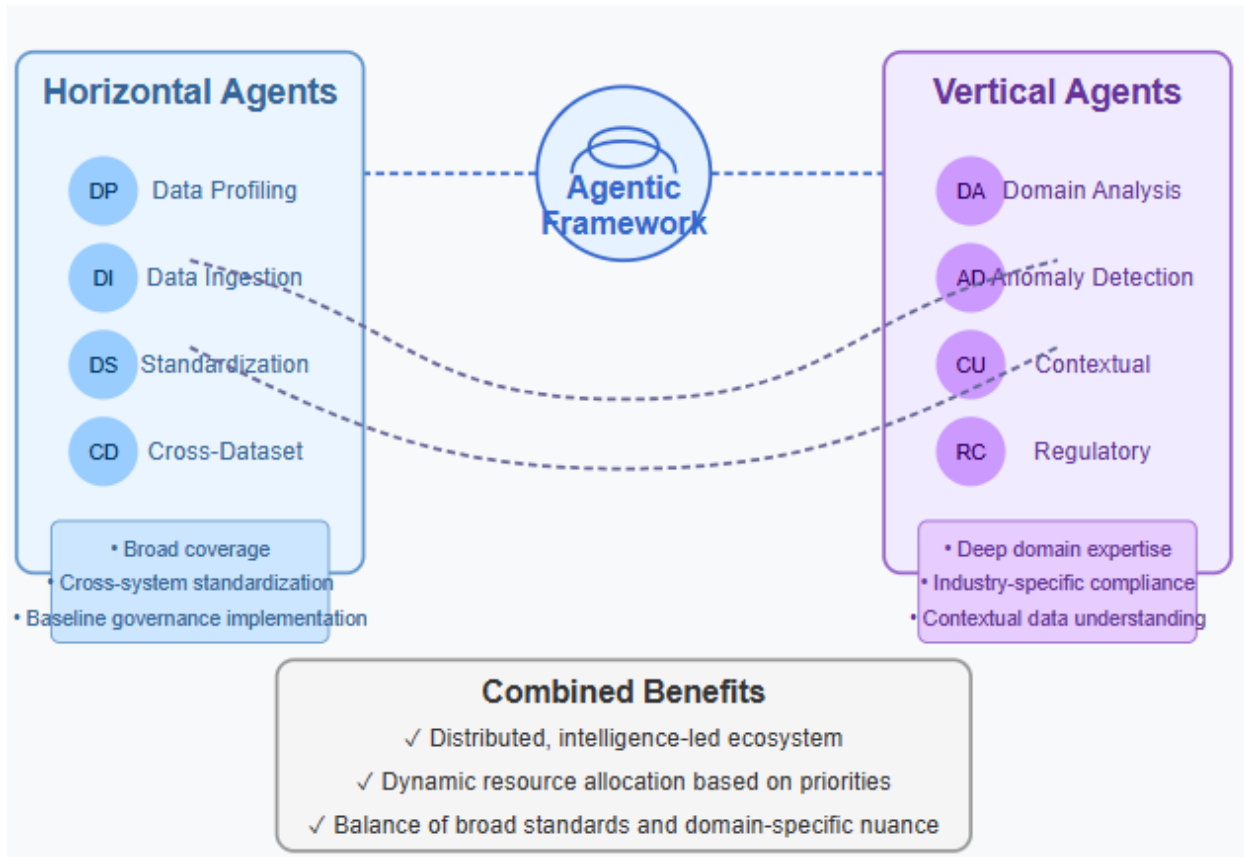 Horizontal Agents
DP Data Profiling
DI Data Ingestion
DS Standardization
CD Cross-Dataset
• Broad coverage
• Cross-system standardization
• Baseline governance implementation
Agentic
Framework
Vertical Agents
DA Domain Analysis
AD Anomaly Detection
CU Contextual
RC Regulatory
• Deep domain expertise
• Industry-specific compliance
• Contextual data understanding
Combined Benefits
✓ Distributed, intelligence-led ecosystem
✓ Dynamic resource allocation based on priorities
✓ Balance of broad standards and domain-specific nuance